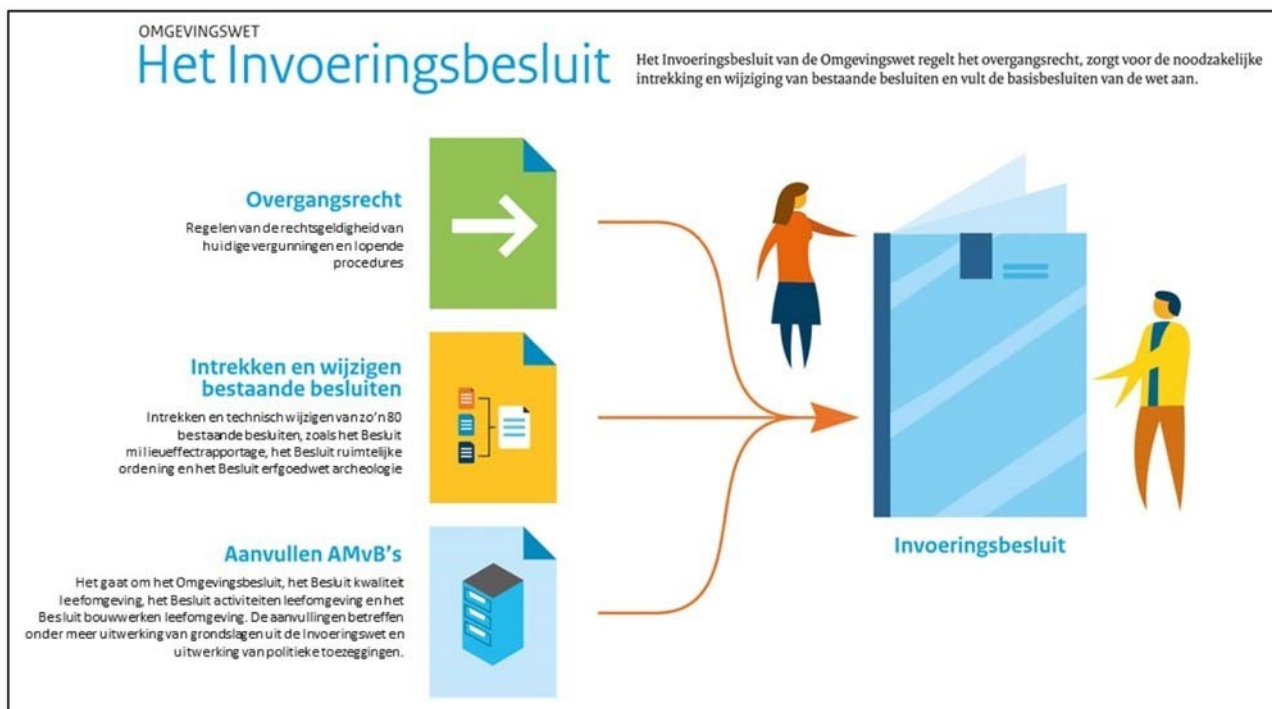 OMGEVINGSWET
Het Invoeringsbesluit
Het Invoeringsbesluit van de Omgevingswet regelt het overgangsrecht, zorgt voor de noodzakelijke
intrekking en wijziging van bestaande besluiten en vult de basisbesluiten van de wet aan.
Overgangsrecht
Regelen van de rechtsgeldigheid van
huidige vergunningen en lopende
procedures
Intrekken en wijzigen
bestaande besluiten
Intrekken en technisch wijzigen van zo'n 80
bestaande besluiten, zoals het Besluit
milieueffectrapportage, het Besluit ruimtelijke
ordening en het Besluit erfgoedwet archeologie
Aanvullen AMvB's
Het gaat om het Omgevingsbesluit, het Besluit kwaliteit
leefomgeving, het Besluit activiteiten leefomgeving en het
Besluit bouwwerken leefomgeving. De aanvullingen betreffen
onder meer uitwerking van grondslagen uit de Invoeringswet en
uitwerking van politieke toezeggingen.
Invoeringsbesluit